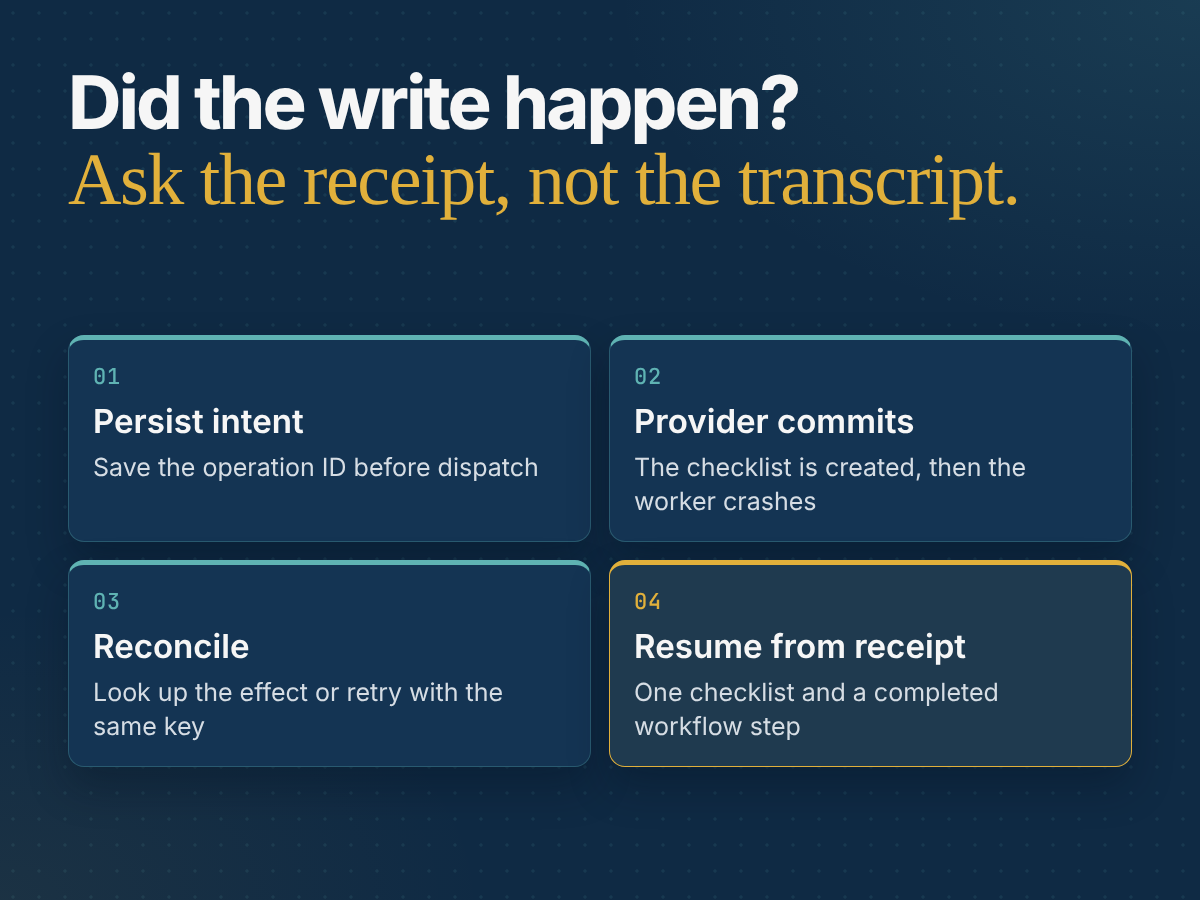 Did the write happen?
Ask the receipt, not the transcript.
01
Persist intent
Save the operation ID before dispatch
02
Provider commits
The checklist is created, then the
worker crashes
03
Reconcile
Look up the effect or retry with the
same key
04
Resume from receipt
One checklist and a completed
workflow step